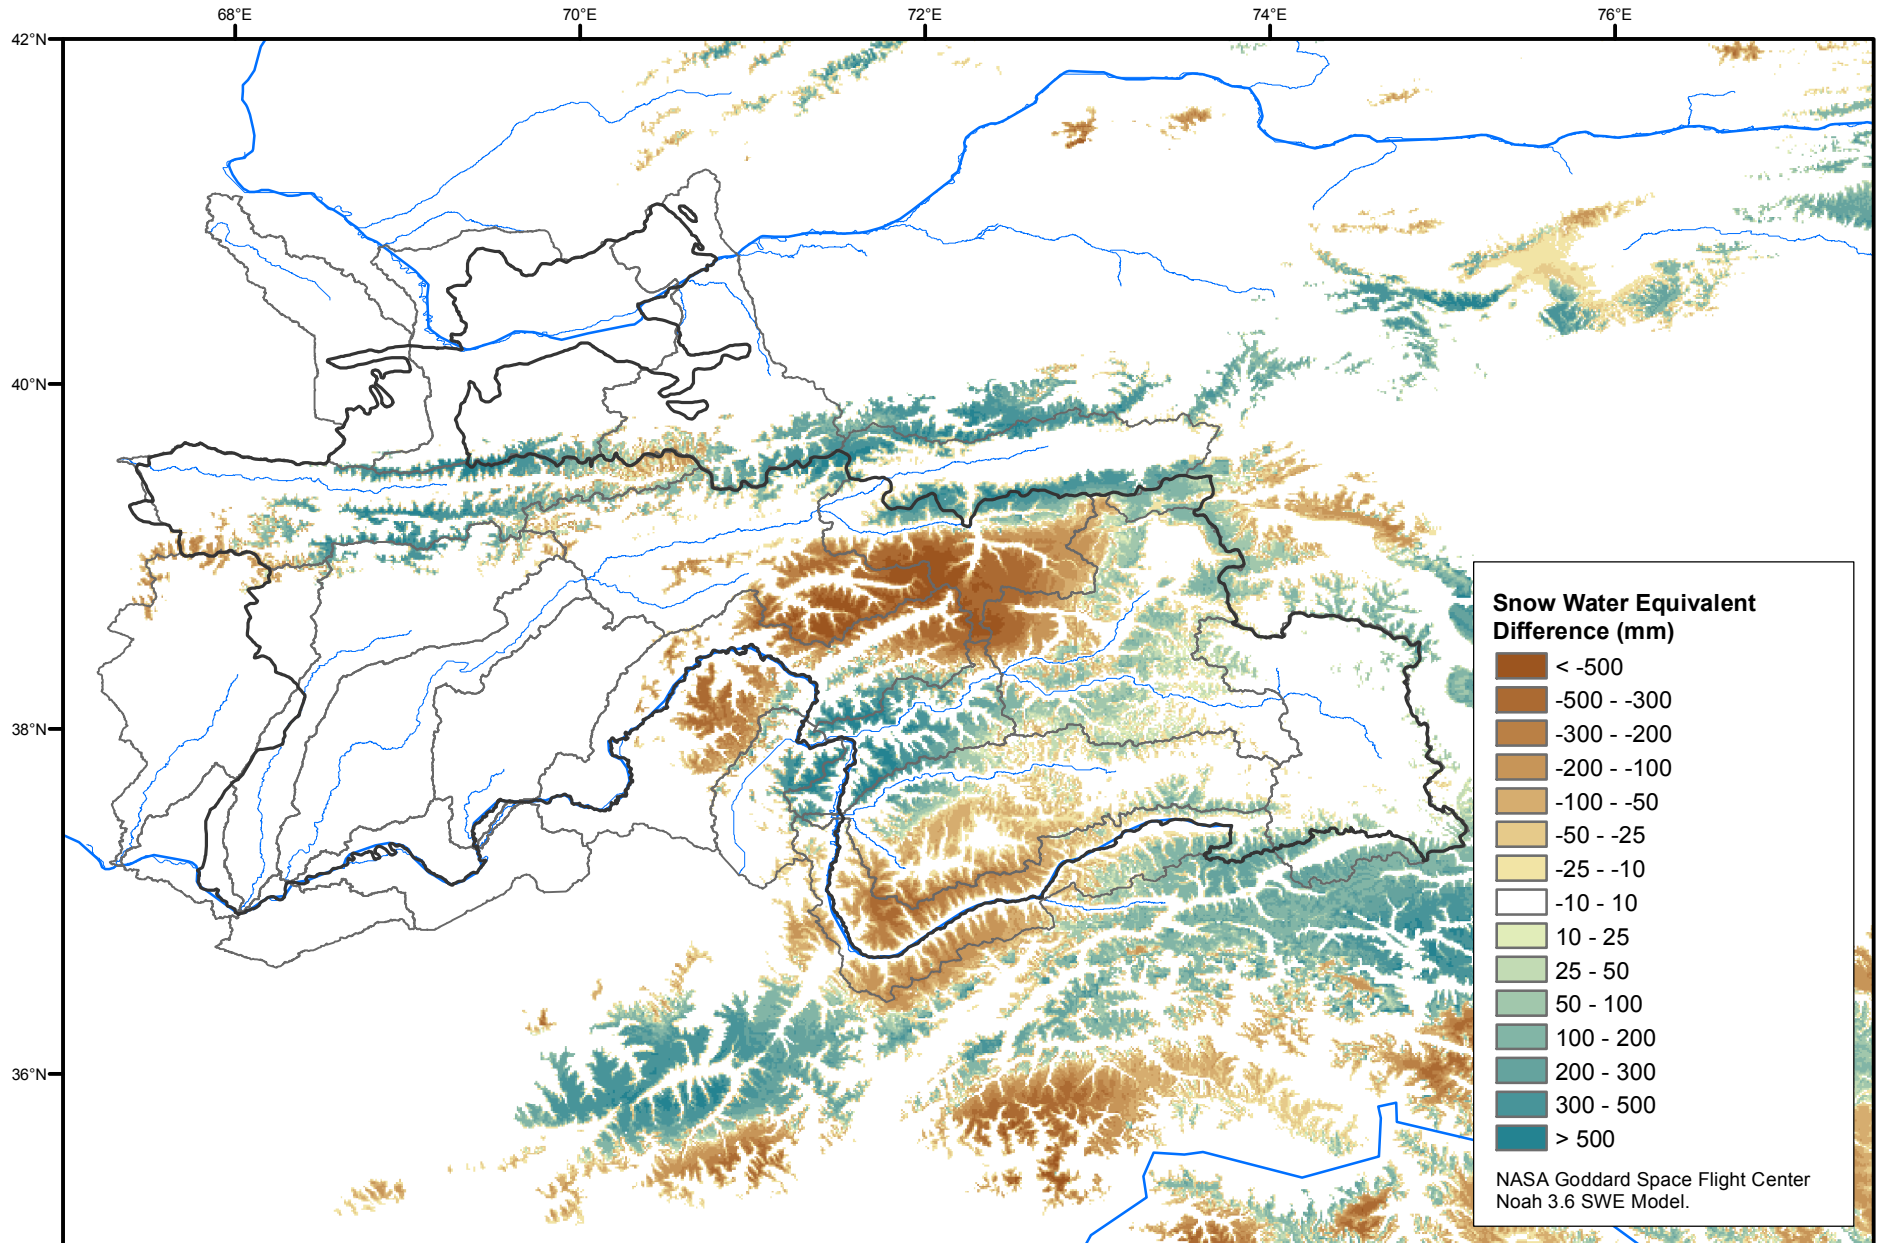 68°E
70°E
72°E
74°E
76°E
42°N
40°N
38°N
36°N
Snow Water Equivalent
Difference (mm)
< -500
-500 - -300
-300 - -200
-200 - -100
-100 - -50
-50 - -25
-25 - -10
-10 - 10
10 - 25
25 - 50
50 - 100
100 - 200
200 - 300
300 - 500
> 500
NASA Goddard Space Flight Center
Noah 3.6 SWE Model.